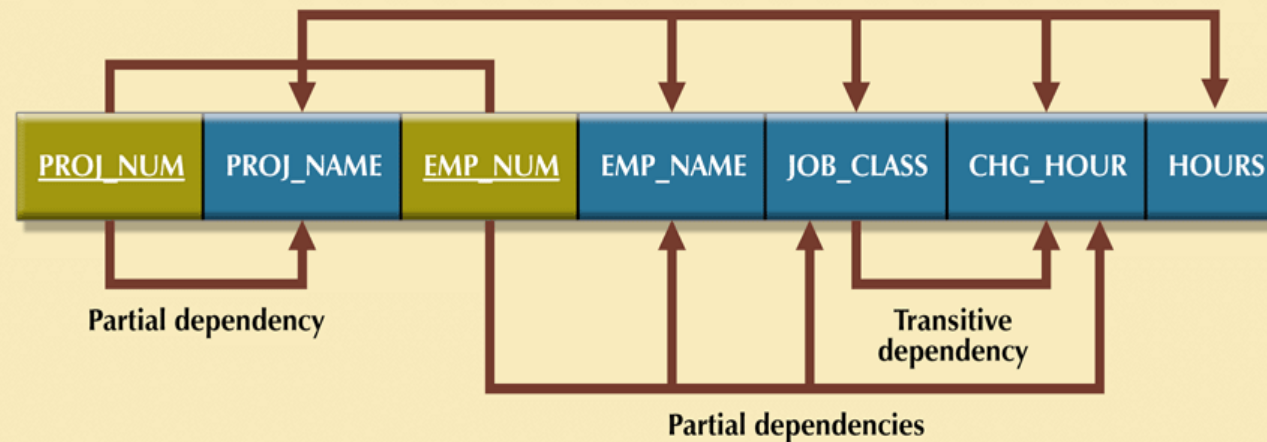 PROJ_NUM PROJ_NAME EMP_NUM EMP_NAME JOB_CLASS CHG_HOUR HOURS
Partial dependency
Transitive
dependency
Partial dependencies